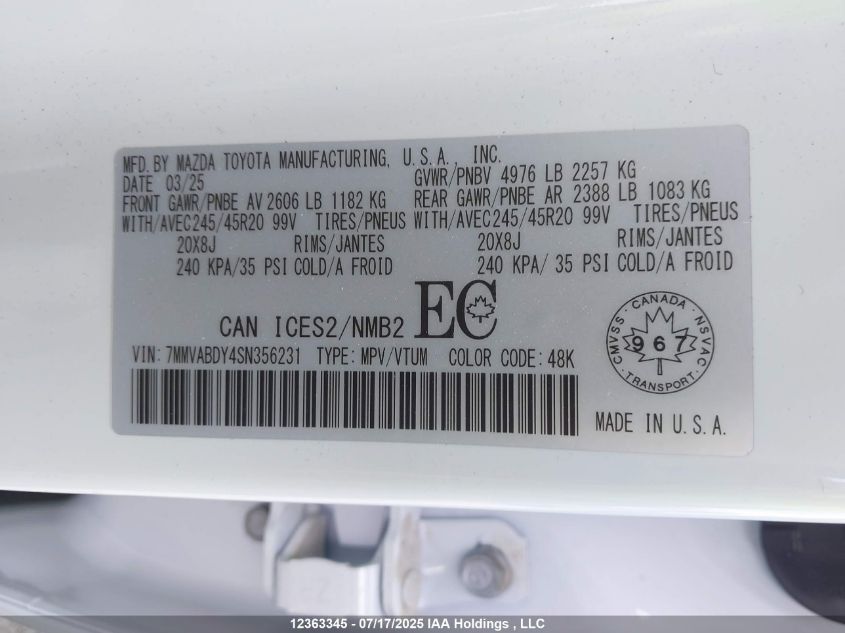 MFD. BY MAZDA TOYOTA MANUFACTURING, U.S.A., INC.
DATE 03/25 GVWR/PNBV 4976 LB 2257 KG
FRONT GAWR/PNBE AV 2606 LB 1182 KG REAR GAWR/PNBE AR 2388 LB 1083 KG
WITH/AVEC 245/45R20 99V TIRES/PNEUS WITH/AVEC 245/45R20 99V TIRES/PNEUS
20X8J RIMS/JANTES 20X8J RIMS/JANTES
240 KPA/35 PSI COLD/A FROID 240 KPA/ 35 PSI COLD/A FROID
CAN ICES2/NMB2 EC
VIN: 7MMVABDY4SN356231 TYPE: MPV/VTUM COLOR CODE: 48K
CANADA
CMVSS 967 NSVAC
TRANSPORT
MADE IN U.S.A.
12363345 - 07/17/2025 IAA Holdings , LLC